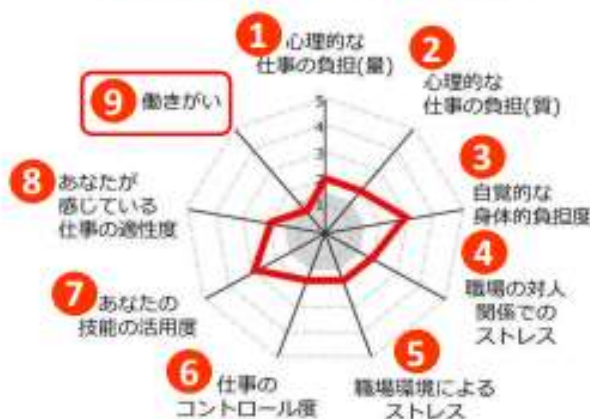 1 心理的な
仕事の負担(量)
2 心理的な
仕事の負担(質)
3 自覚的な
身体的負担度
4 職場の対人
関係での
ストレス
5 職場環境による
ストレス
6 仕事の
コントロール度
7 あなたの
技能の活用度
8 あなたが
感じている
仕事の適性度
9 働きがい
5
4
3
2
1